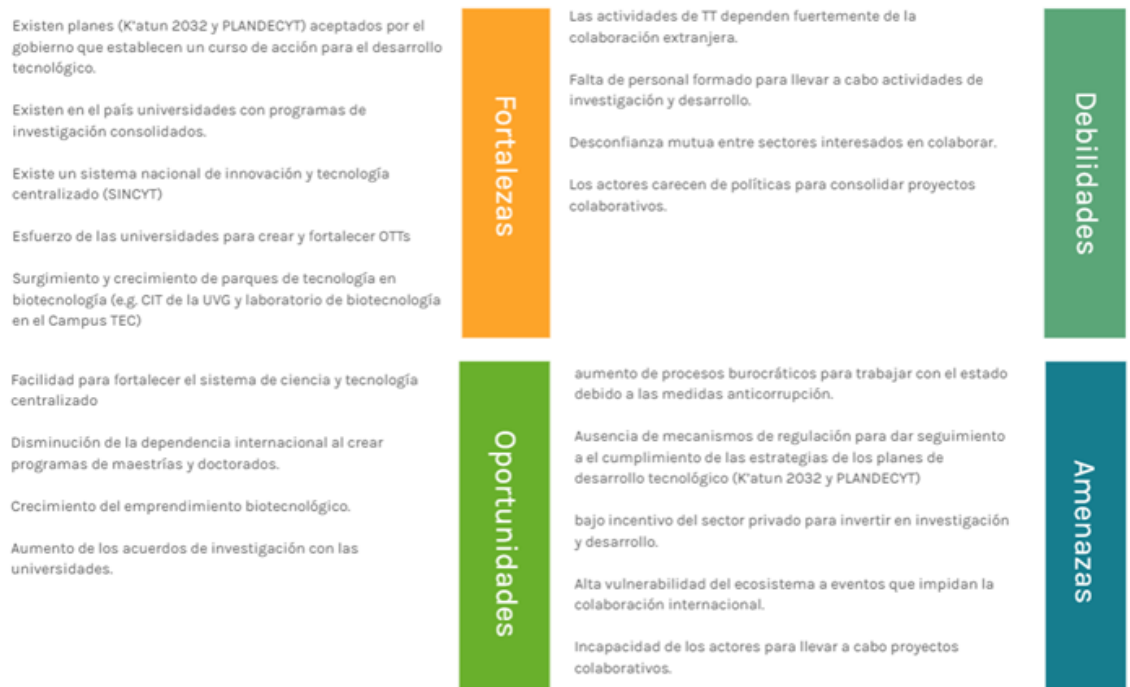 Existen planes (K'atun 2032 y PLANDECYT) aceptados por el
gobierno que establecen un curso de acción para el desarrollo
tecnológico.
Existen en el país universidades con programas de
investigación consolidados.
Existe un sistema nacional de innovación y tecnología
centralizado (SINCYT)
Esfuerzo de las universidades para crear y fortalecer OTTs
Surgimiento y crecimiento de parques de tecnología en
biotecnología (e.g. CIT de la UVG y laboratorio de biotecnología
en el Campus TEC)
Fortalezas
Las actividades de TT dependen fuertemente de la
colaboración extranjera.
Falta de personal formado para llevar a cabo actividades de
investigación y desarrollo.
Desconfianza mutua entre sectores interesados en colaborar.
Los actores carecen de políticas para consolidar proyectos
colaborativos.
Debilidades
Facilidad para fortalecer el sistema de ciencia y tecnología
centralizado
Disminución de la dependencia internacional al crear
programas de maestrías y doctorados.
Crecimiento del emprendimiento biotecnológico.
Aumento de los acuerdos de investigación con las
universidades.
Oportunidades
aumento de procesos burocráticos para trabajar con el estado
debido a las medidas anticorrupción.
Ausencia de mecanismos de regulación para dar seguimiento
a el cumplimiento de las estrategias de los planes de
desarrollo tecnológico (K'atun 2032 y PLANDECYT)
bajo incentivo del sector privado para invertir en investigación
y desarrollo.
Alta vulnerabilidad del ecosistema a eventos que impidan la
colaboración internacional.
Incapacidad de los actores para llevar a cabo proyectos
colaborativos.
Amenazas